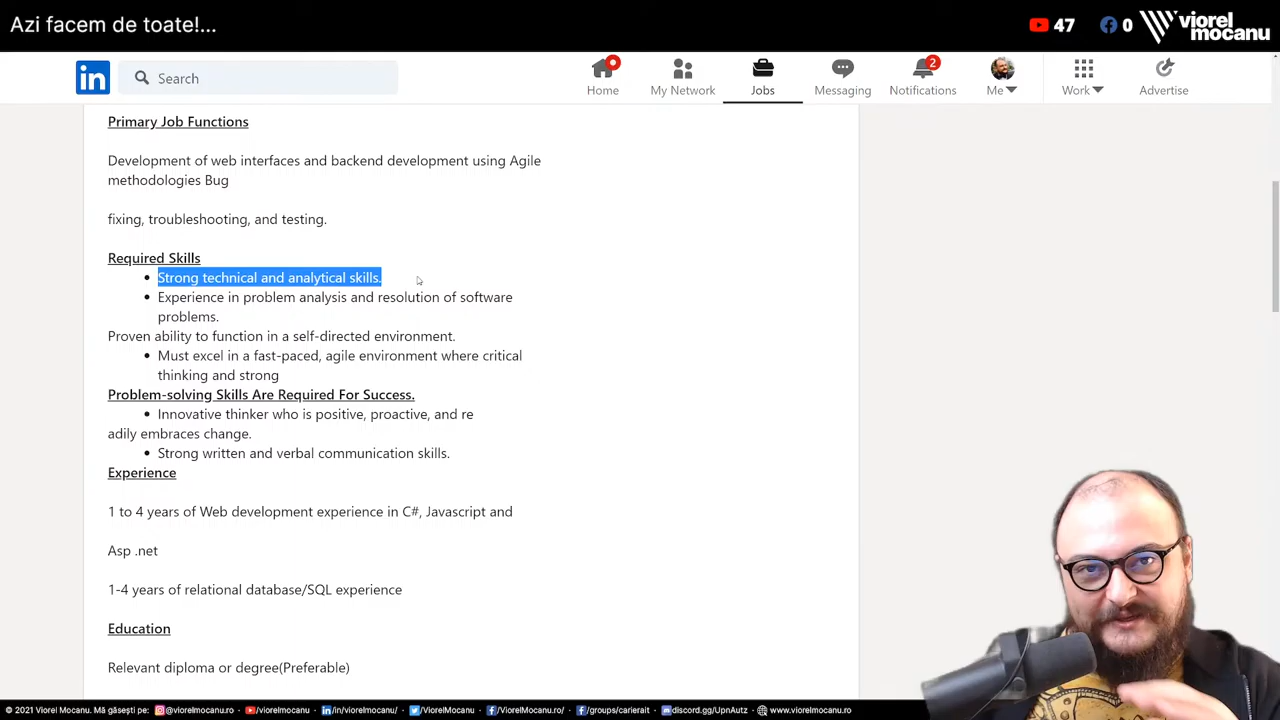 Azi facem de toate!...
47
0
viorel
mocanu
in
Search
Home
My Network
Jobs
Messaging
2
Notifications
Me
Work
Advertise
Primary Job Functions
Development of web interfaces and backend development using Agile
methodologies Bug
fixing, troubleshooting, and testing.
Required Skills
• Strong technical and analytical skills.
• Experience in problem analysis and resolution of software
problems.
Proven ability to function in a self-directed environment.
• Must excel in a fast-paced, agile environment where critical
thinking and strong
Problem-solving Skills Are Required For Success.
• Innovative thinker who is positive, proactive, and re
adily embraces change.
• Strong written and verbal communication skills.
Experience
1 to 4 years of Web development experience in C#, Javascript and
Asp .net
1-4 years of relational database/SQL experience
Education
Relevant diploma or degree(Preferable)
© 2021 Viorel Mocanu. Mă găsești pe: @viorelmocanu.ro • /viorelmocanu • /in/viorelmocanu/ • /ViorelMocanu • /ViorelMocanu.ro/ • /groups/carierait • discord.gg/UpnAutz • www.viorelmocanu.ro